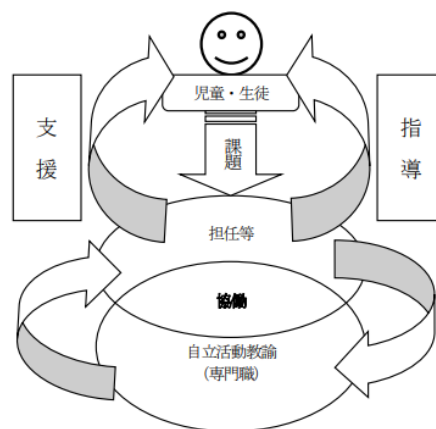 児童・生徒
支援
指導
課題
担任等
協働
自立活動教諭
(専門職)